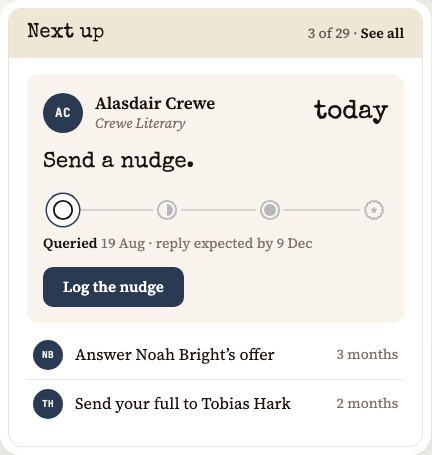 Next up
3 of 29 · See all
AC
Alasdair Crewe
Crewe Literary
today
Send a nudge.
Queried 19 Aug · reply expected by 9 Dec
Log the nudge
NB
Answer Noah Bright’s offer
3 months
TH
Send your full to Tobias Hark
2 months